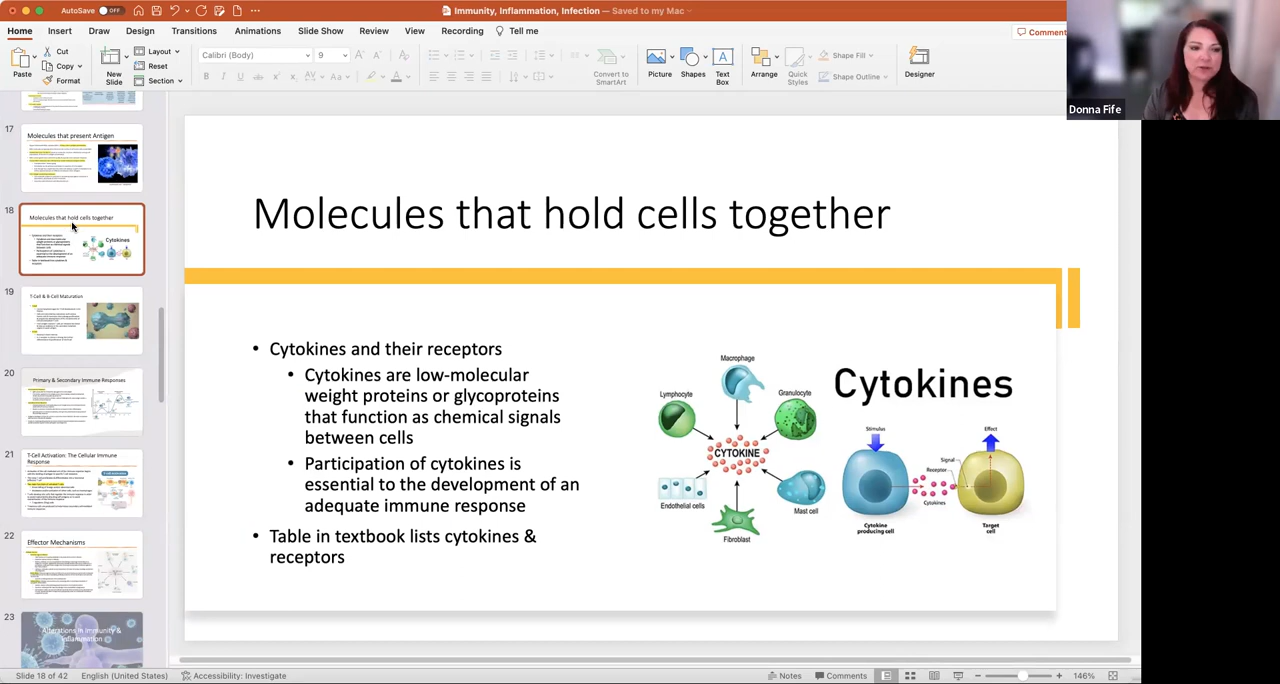 AutoSave OFF
Immunity, Inflammation, Infection — Saved to my Mac
Home Insert Draw Design Transitions Animations Slide Show Review View Recording Tell me
Comment
Paste
Cut
Copy
Format
New
Slide
Layout
Reset
Section
Calibri (Body) 9
Convert to
SmartArt
Picture
Shapes
Text
Box
Arrange
Quick
Styles
Shape Fill
Shape Outline
Designer
Donna Fife
17
Molecules that present Antigen
18
Molecules that hold cells together
Cytokines
19
T-Cell & B-Cell Maturation
20
Primary & Secondary Immune Responses
21
T-Cell Activation: The Cellular Immune
Response
22
Effector Mechanisms
23
Alterations in Immunity &
Inflammation
Molecules that hold cells together
• Cytokines and their receptors
• Cytokines are low-molecular
weight proteins or glycoproteins
that function as chemical signals
between cells
• Participation of cytokines is
essential to the development of an
adequate immune response
• Table in textbook lists cytokines &
receptors
Macrophage
Lymphocyte
Granulocyte
CYTOKINE
Endothelial cells
Mast cell
Fibroblast
Cytokines
Stimulus
Effect
Signal
Receptor
Cytokines
Cytokine
producing cell
Target
cell
Slide 18 of 42 English (United States) Accessibility: Investigate
Notes Comments 146%